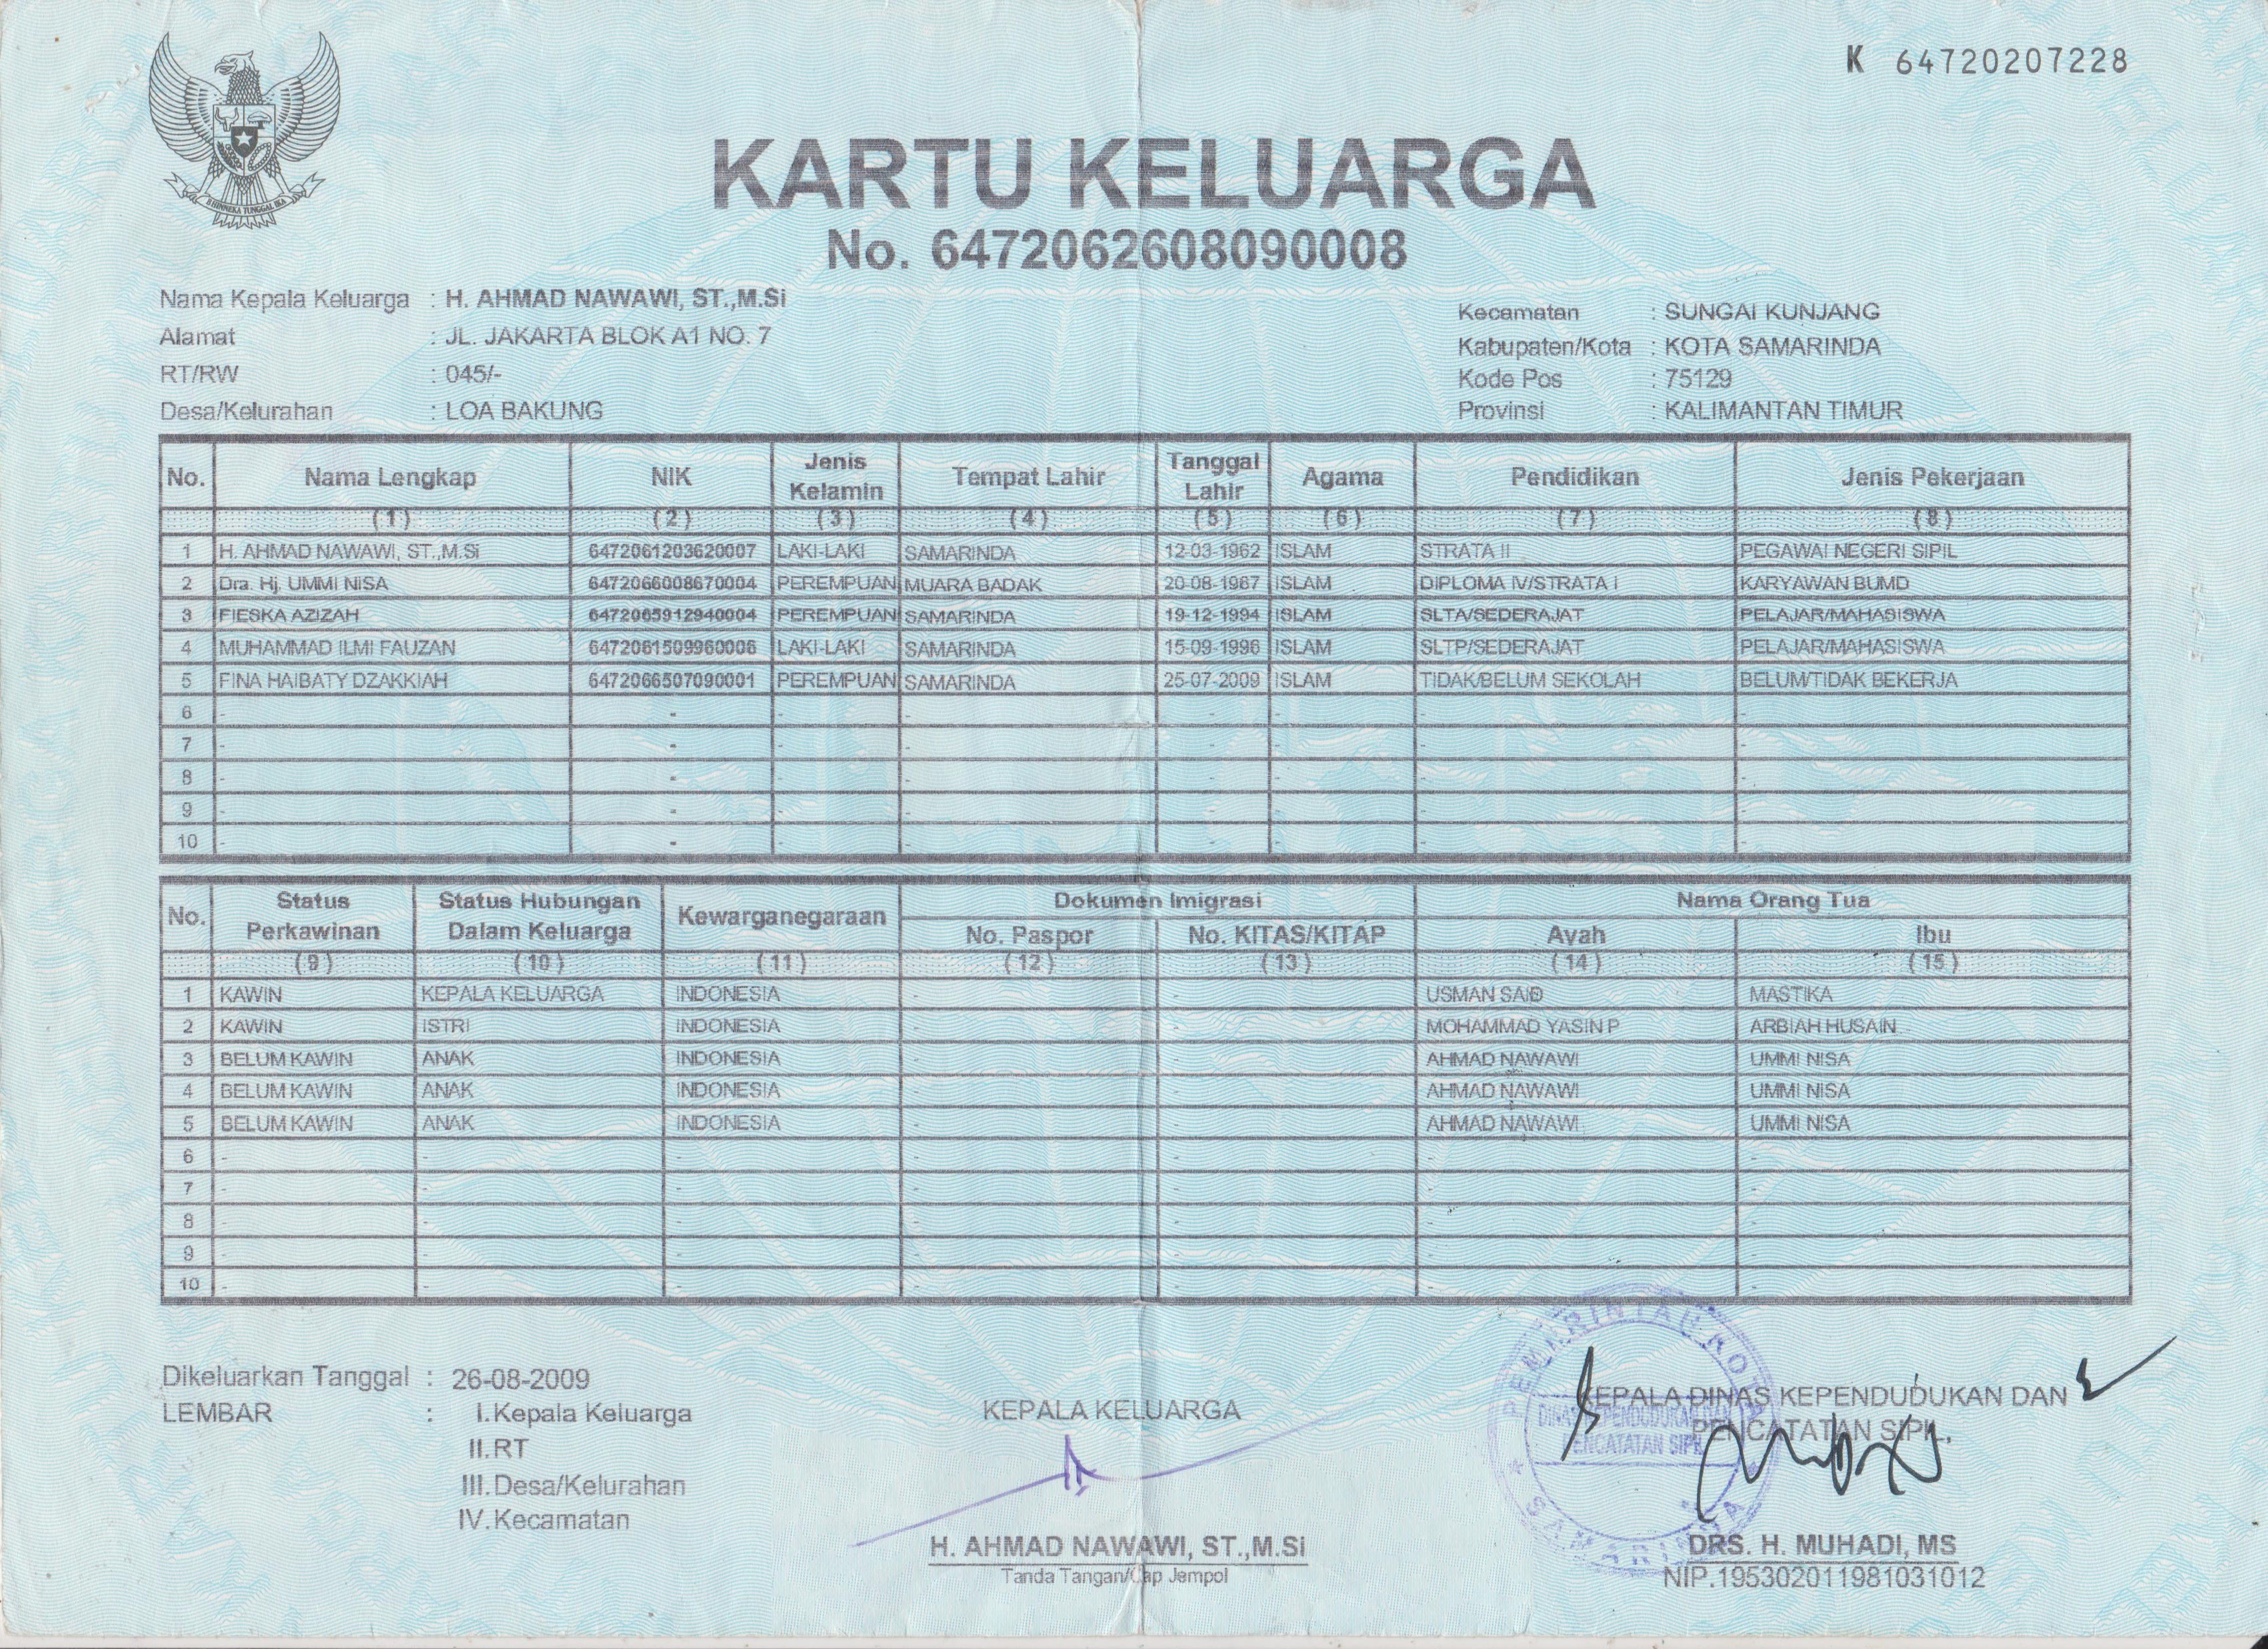 K 64720207228
BHINNEKA TUNGGAL IKA
KARTU KELUARGA
No. 6472062608090008
Nama Kepala Keluarga : H. AHMAD NAWAWI, ST.,M.Si
Alamat : JL. JAKARTA BLOK A1 NO. 7
RT/RW : 045/-
Desa/Kelurahan : LOA BAKUNG
Kecamatan : SUNGAI KUNJANG
Kabupaten/Kota : KOTA SAMARINDA
Kode Pos : 75129
Provinsi : KALIMANTAN TIMUR
No. Nama Lengkap NIK Jenis Kelamin Tempat Lahir Tanggal Lahir Agama Pendidikan Jenis Pekerjaan
(1) (2) (3) (4) (5) (6) (7) (8)
1 H. AHMAD NAWAWI, ST.,M.Si 6472061203620007 LAKI-LAKI SAMARINDA 12-03-1962 ISLAM STRATA II PEGAWAI NEGERI SIPIL
2 Dra. Hj. UMMI NISA 6472066008670004 PEREMPUAN MUARA BADAK 20-08-1967 ISLAM DIPLOMA IV/STRATA I KARYAWAN BUMD
3 FIESKA AZIZAH 6472065912940004 PEREMPUAN SAMARINDA 19-12-1994 ISLAM SLTA/SEDERAJAT PELAJAR/MAHASISWA
4 MUHAMMAD ILMI FAUZAN 6472061509960006 LAKI-LAKI SAMARINDA 15-09-1996 ISLAM SLTP/SEDERAJAT PELAJAR/MAHASISWA
5 FINA HAIBATY DZAKKIAH 6472066507090001 PEREMPUAN SAMARINDA 25-07-2009 ISLAM TIDAK/BELUM SEKOLAH BELUM/TIDAK BEKERJA
6 - - - - - - - -
7 - - - - - - - -
8 - - - - - - - -
9 - - - - - - - -
10 - - - - - - - -
No. Status Perkawinan Status Hubungan Dalam Keluarga Kewarganegaraan Dokumen Imigrasi Nama Orang Tua
No. Paspor No. KITAS/KITAP Ayah Ibu
(9) (10) (11) (12) (13) (14) (15)
1 KAWIN KEPALA KELUARGA INDONESIA - - USMAN SAID MASTIKA
2 KAWIN ISTRI INDONESIA - - MOHAMMAD YASIN P ARBIAH HUSAIN
3 BELUM KAWIN ANAK INDONESIA - - AHMAD NAWAWI UMMI NISA
4 BELUM KAWIN ANAK INDONESIA - - AHMAD NAWAWI UMMI NISA
5 BELUM KAWIN ANAK INDONESIA - - AHMAD NAWAWI UMMI NISA
6 - - - - - - -
7 - - - - - - -
8 - - - - - - -
9 - - - - - - -
10 - - - - - - -
Dikeluarkan Tanggal : 26-08-2009
LEMBAR : I. Kepala Keluarga
II. RT
III. Desa/Kelurahan
IV. Kecamatan
KEPALA KELUARGA
H. AHMAD NAWAWI, ST.,M.Si
Tanda Tangan/Cap Jempol
KEPALA DINAS KEPENDUDUKAN DAN
PENCATATAN SIPIL,
PEMERINTAH KOTA
DINAS KEPENDUDUKAN DAN
PENCATATAN SIPIL
SAMARINDA
DRS. H. MUHADI, MS
NIP.195302011981031012